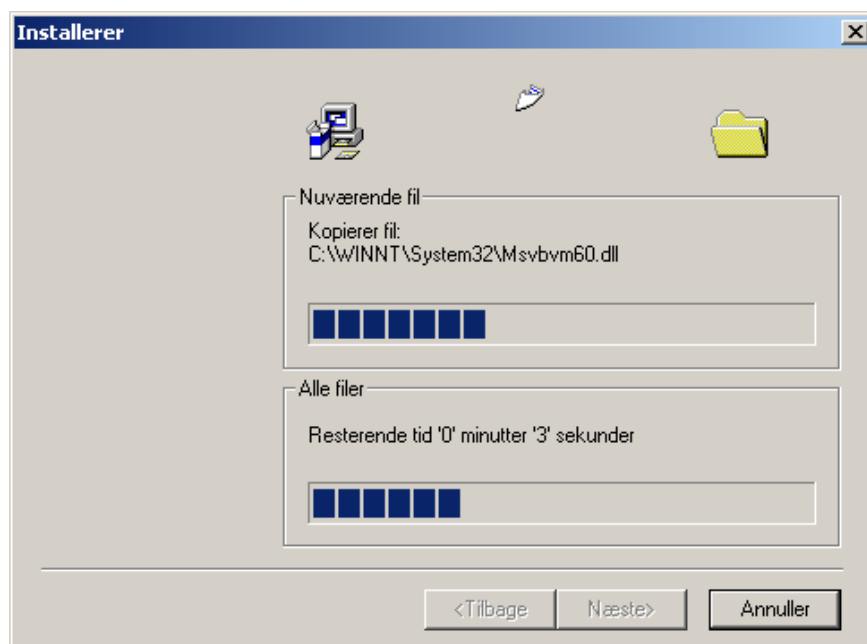 Installerer
Nuværende fil
Kopierer fil:
C:\WINNT\System32\Msvbvm60.dll
Alle filer
Resterende tid '0' minutter '3' sekunder
<Tilbage
Næste>
Annuller